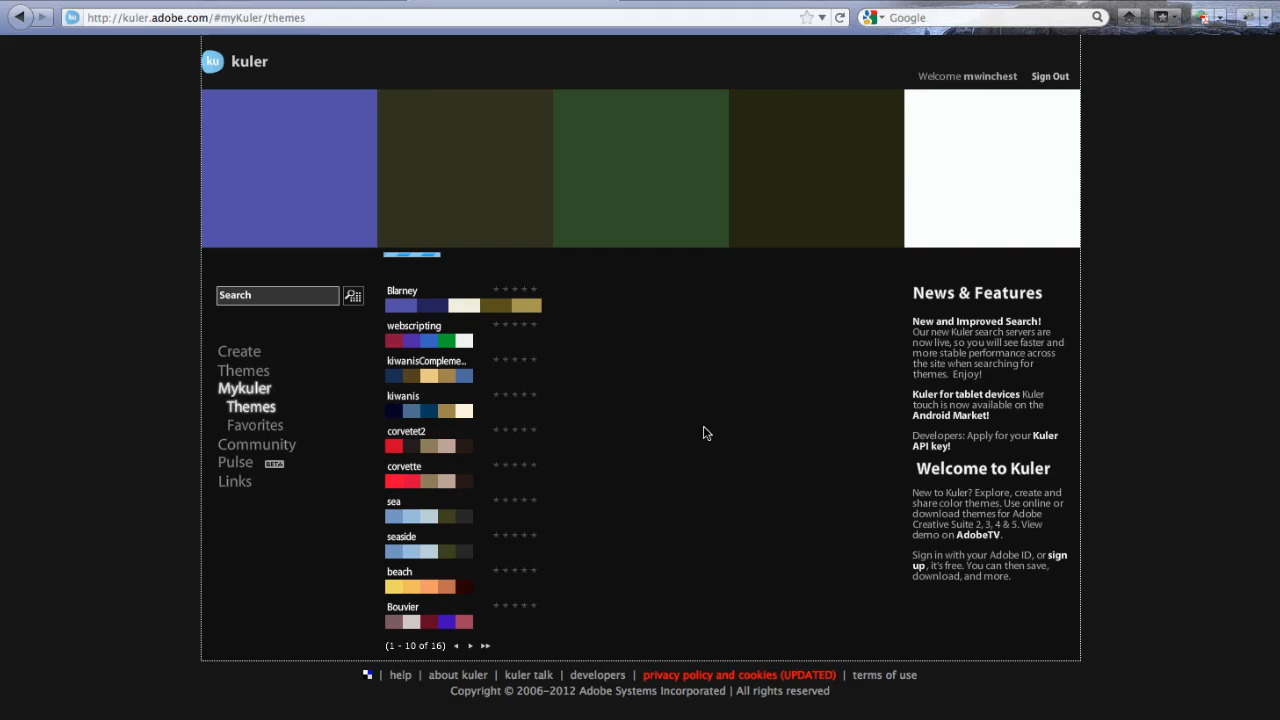 http://kuler.adobe.com/#myKuler/themes
Google
ku kuler
Welcome mwinchest Sign Out
Search
Create
Themes
Mykuler
Themes
Favorites
Community
Pulse BETA
Links
Blarney
webscripting
kiwanisCompleme..
kiwanis
corvetet2
corvette
sea
seaside
beach
Bouvier
(1 - 10 of 16)
News & Features
New and Improved Search!
Our new Kuler search servers are
now live, so you will see faster and
more stable performance across
the site when searching for
themes. Enjoy!
Kuler for tablet devices Kuler
touch is now available on the
Android Market!
Developers: Apply for your Kuler
API key!
Welcome to Kuler
New to Kuler? Explore, create and
share color themes. Use online or
download themes for Adobe
Creative Suite 2, 3, 4 & 5. View
demo on AdobeTV.
Sign in with your Adobe ID, or sign
up, it's free. You can then save,
download, and more.
help | about kuler | kuler talk | developers | privacy policy and cookies (UPDATED) | terms of use
Copyright © 2006-2012 Adobe Systems Incorporated | All rights reserved